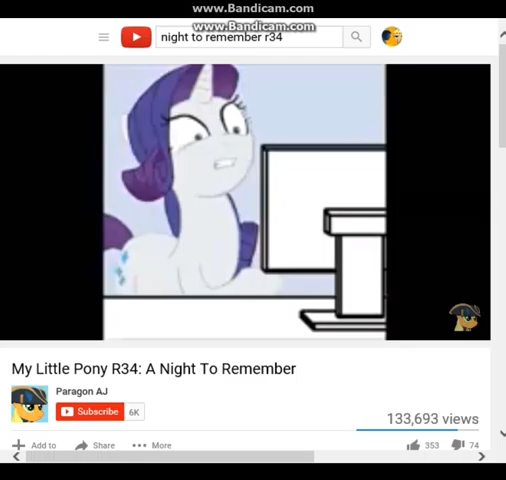 www.Bandicam.com
www.Bandicam.com
night to remember r34
My Little Pony R34: A Night To Remember
Paragon AJ
Subscribe 6K
133,693 views
Add to Share More 353 74